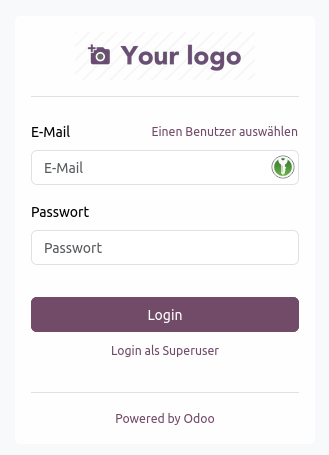 Your logo
E-Mail
Einen Benutzer auswählen
E-Mail
Passwort
Passwort
Login
Login als Superuser
Powered by Odoo